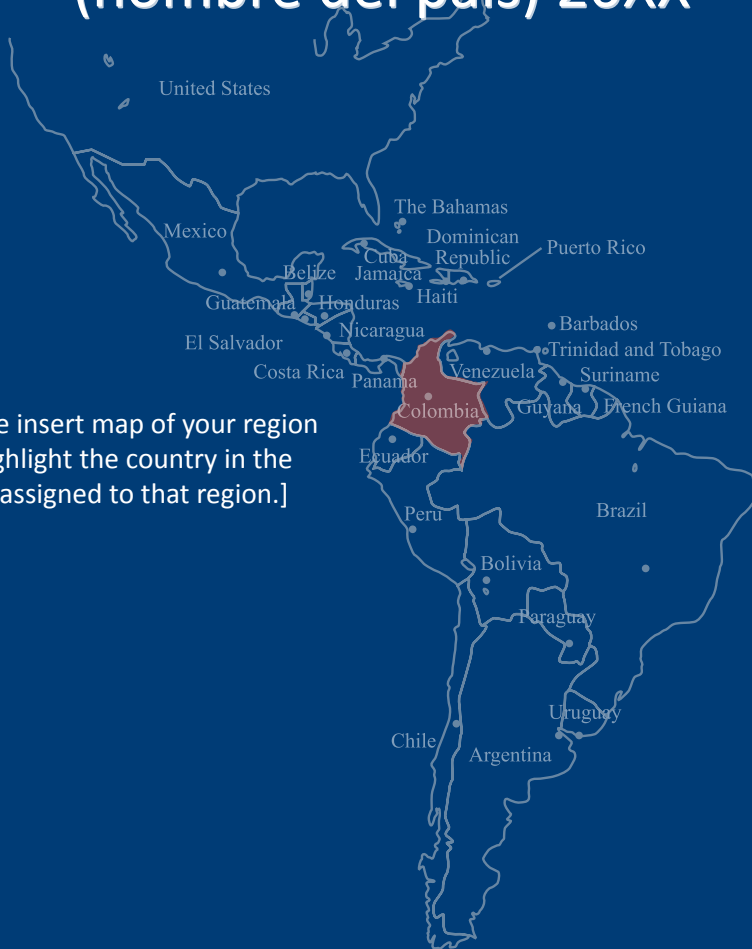 (nombre del país) 20XX
United States
The Bahamas
Mexico
Dominican
Republic
Puerto Rico
Cuba
Belize
Jamaica
Haiti
Guatemala
Honduras
Barbados
Nicaragua
El Salvador
Trinidad and Tobago
Costa Rica
Panama
Venezuela
Suriname
Colombia
Guyana
French Guiana
e insert map of your region
ghlight the country in the
assigned to that region.]
Ecuador
Peru
Brazil
Bolivia
Paraguay
Uruguay
Chile
Argentina